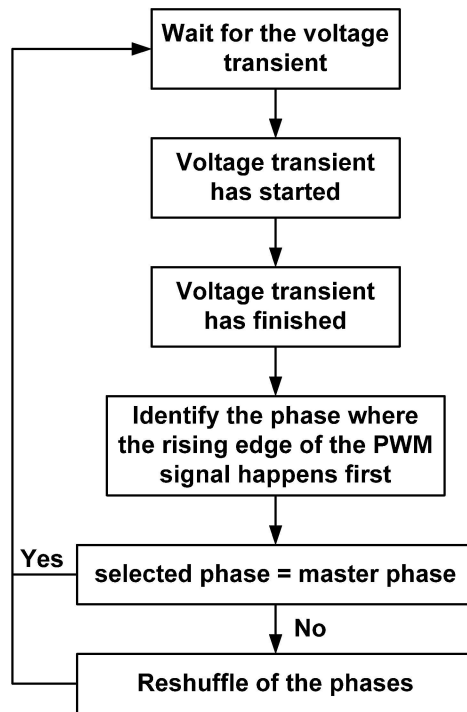 Wait for the voltage
transient
Voltage transient
has started
Voltage transient
has finished
Identify the phase where
the rising edge of the PWM
signal happens first
Yes
selected phase = master phase
No
Reshuffle of the phases